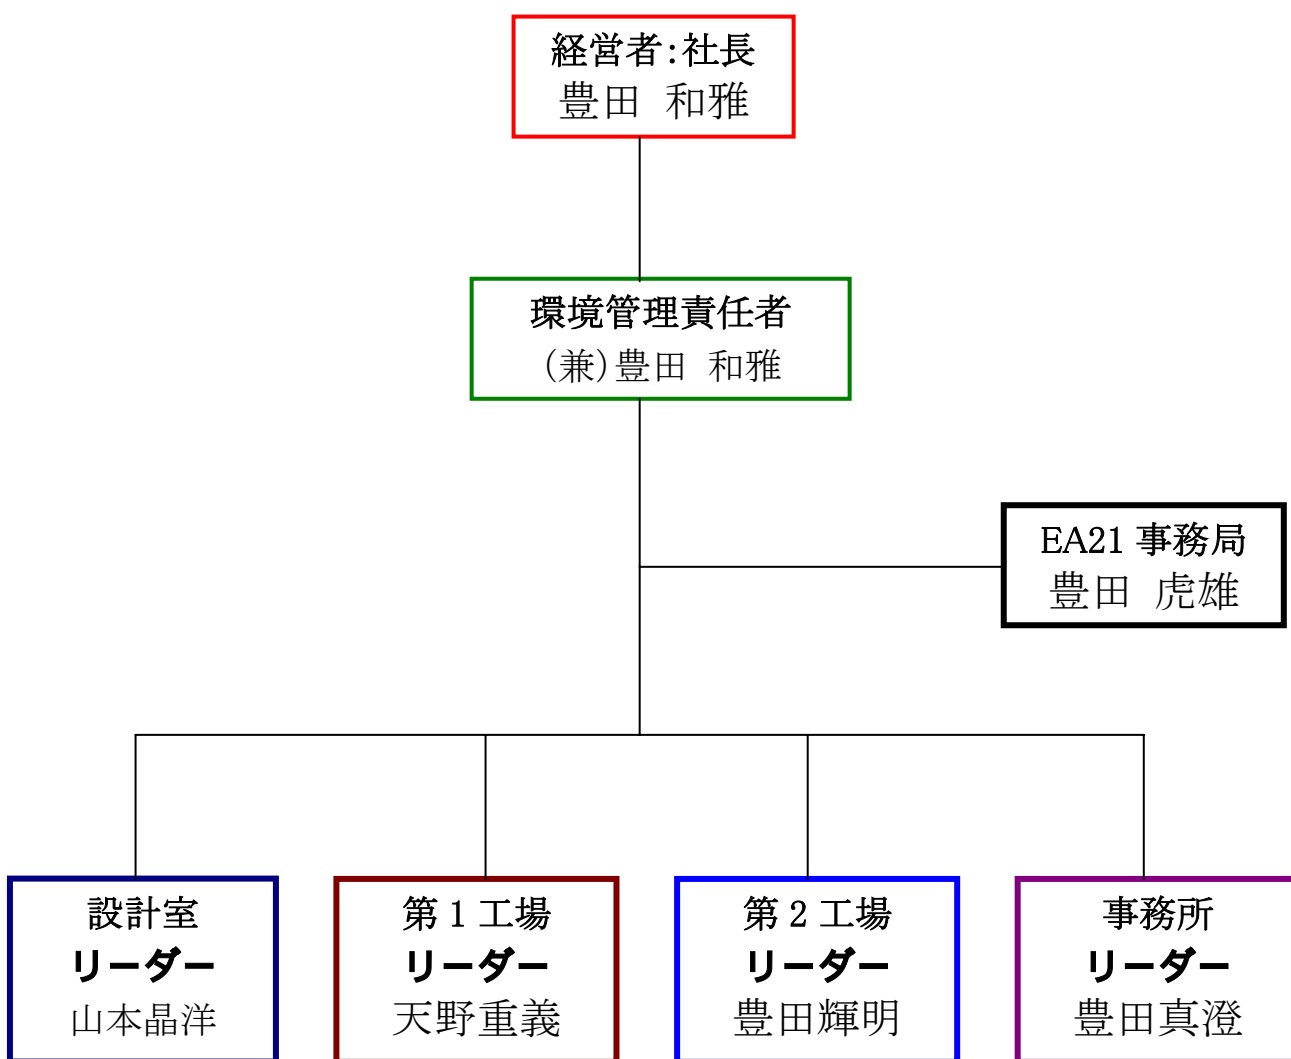 経営者:社長
豊田 和雅
環境管理責任者
(兼)豊田 和雅
EA21 事務局
豊田 虎雄
設計室
リーダー
山本晶洋
第 1 工場
リーダー
天野重義
第 2 工場
リーダー
豊田輝明
事務所
リーダー
豊田真澄